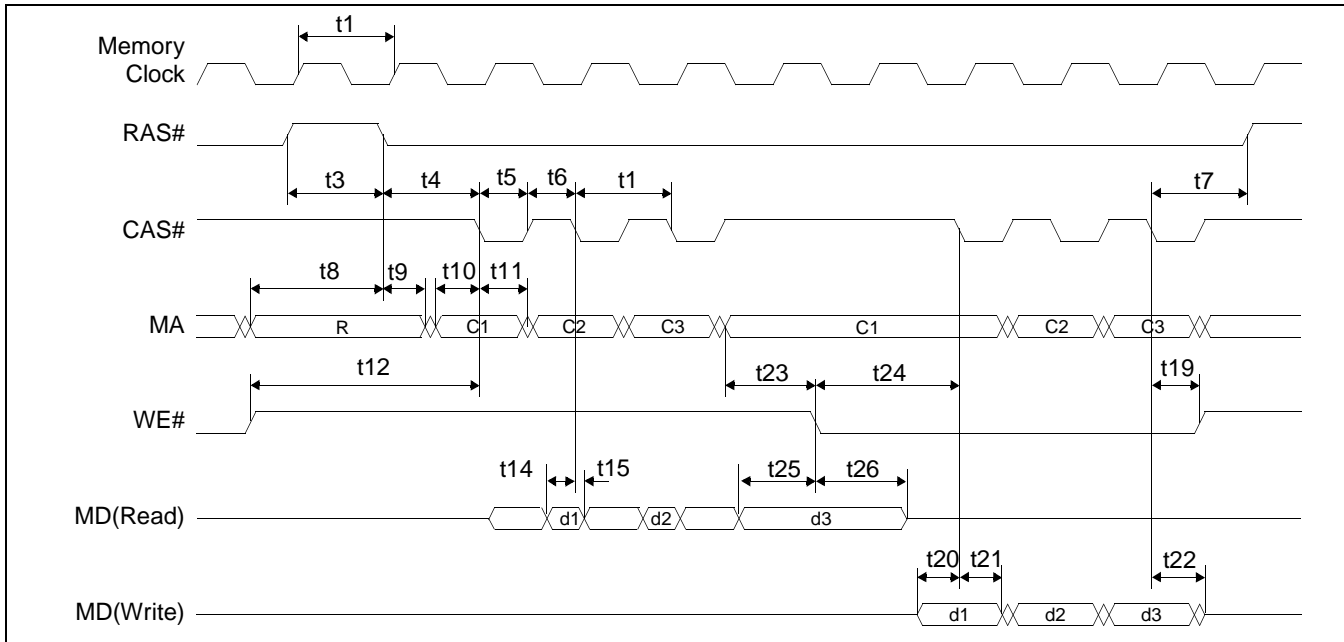 t1
Memory
Clock
RAS#
t3 t4 t5 t6 t1 t7
CAS#
t8 t9 t10 t11
MA R C1 C2 C3 C1 C2 C3
t12 t23 t24 t19
WE#
t14 t15 t25 t26
MD(Read) d1 d2 d3
t20 t21 t22
MD(Write) d1 d2 d3